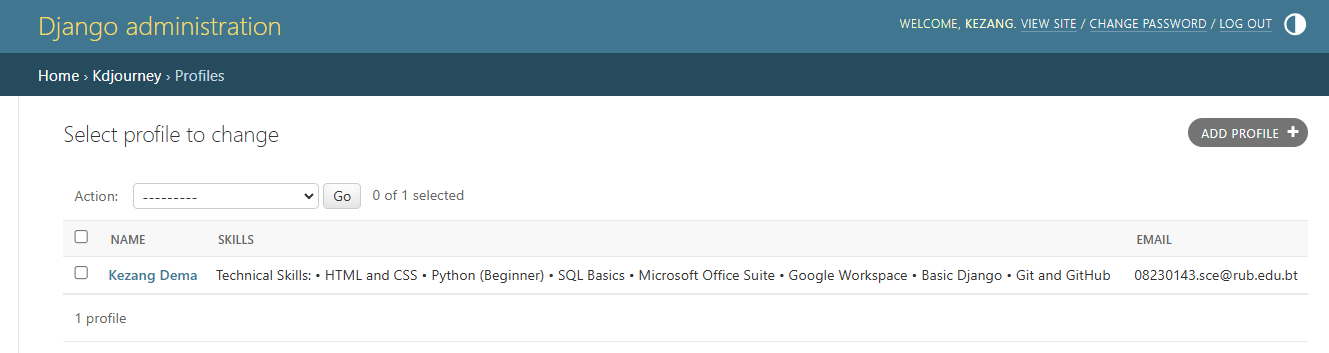 Django administration
WELCOME, KEZANG. VIEW SITE / CHANGE PASSWORD / LOG OUT
Home › Kdjourney › Profiles
Select profile to change
ADD PROFILE +
Action: --------- Go 0 of 1 selected
NAME SKILLS EMAIL
Kezang Dema Technical Skills: • HTML and CSS • Python (Beginner) • SQL Basics • Microsoft Office Suite • Google Workspace • Basic Django • Git and GitHub 08230143.sce@rub.edu.bt
1 profile